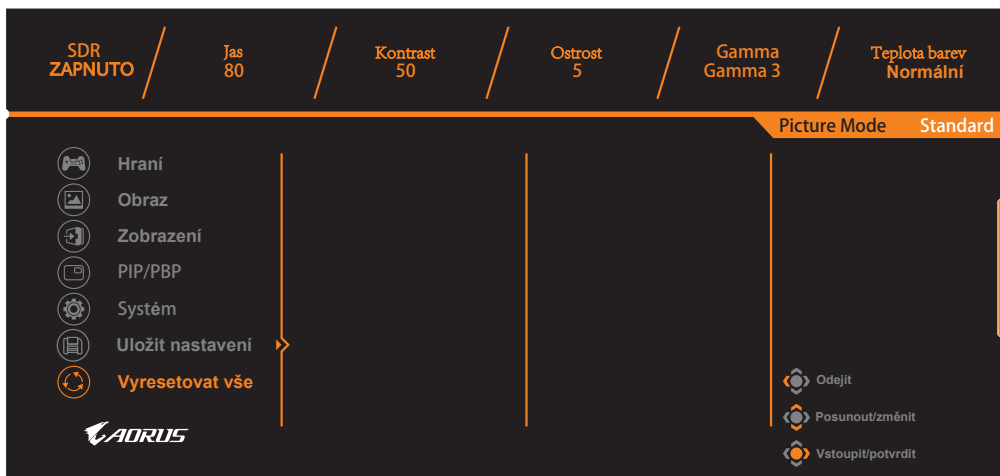 SDR
ZAPNUTO
Jas
80
Kontrast
50
Ostrost
5
Gamma
Gamma 3
Teplota barev
Normální
Picture Mode Standard
Hraní
Obraz
Zobrazení
PIP/PBP
Systém
Uložit nastavení
Vyresetovat vše
AORUS
Odejít
Posunout/změnit
Vstoupit/potvrdit